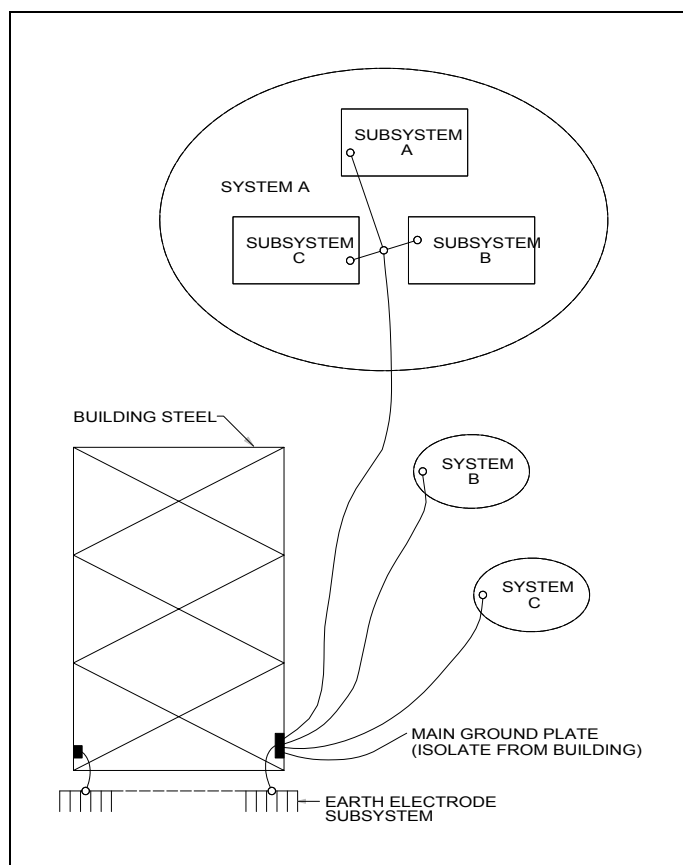 SUBSYSTEM
A
SYSTEM A
SUBSYSTEM
C
SUBSYSTEM
B
BUILDING STEEL
SYSTEM
B
SYSTEM
C
MAIN GROUND PLATE
(ISOLATE FROM BUILDING)
EARTH ELECTRODE
SUBSYSTEM